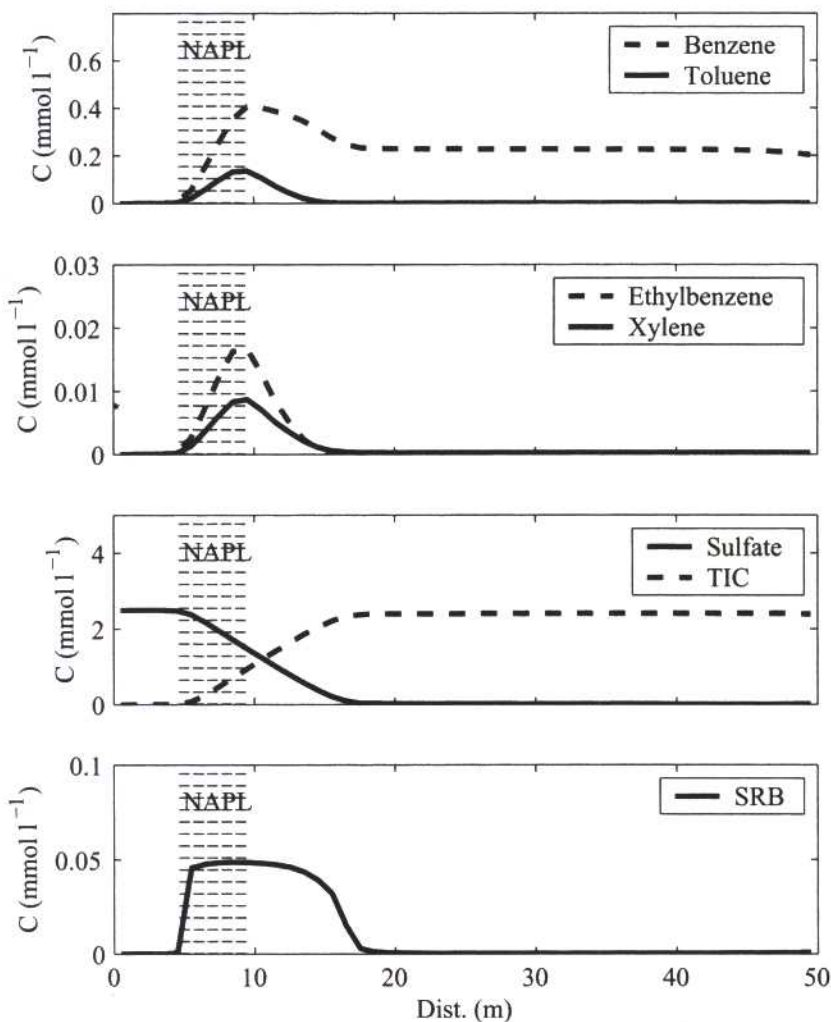 C (mmol l⁻¹)
0.6
0.4
0.2
0
NAPL
Benzene
Toluene
C (mmol l⁻¹)
0.03
0.02
0.01
0
NAPL
Ethylbenzene
Xylene
C (mmol l⁻¹)
4
2
0
NAPL
Sulfate
TIC
C (mmol l⁻¹)
0.1
0.05
0
NAPL
SRB
0 10 20 30 40 50
Dist. (m)